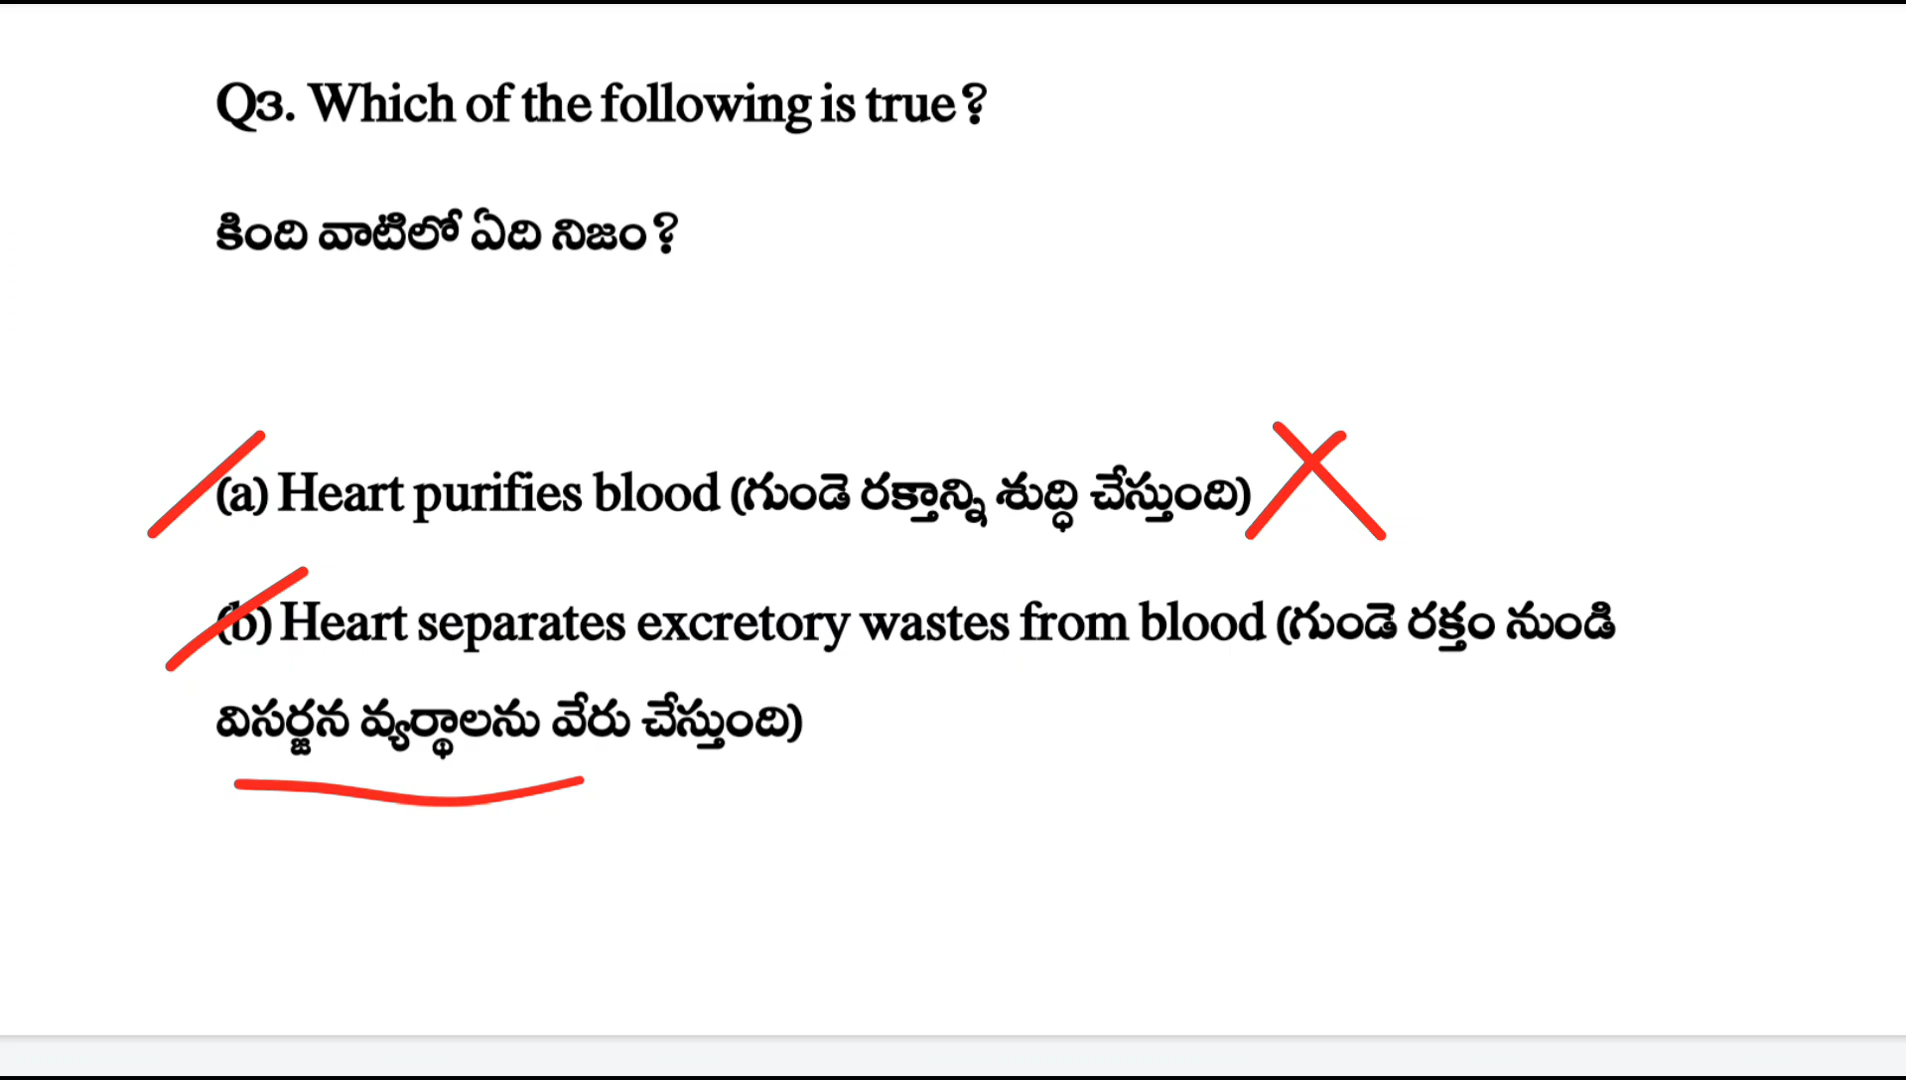 Q3. Which of the following is true?
కింది వాటిలో ఏది నిజం?
(a) Heart purifies blood (గుండె రక్తాన్ని శుద్ధి చేస్తుంది)
(b) Heart separates excretory wastes from blood (గుండె రక్తం నుండి
విసర్జన వ్యర్థాలను వేరు చేస్తుంది)